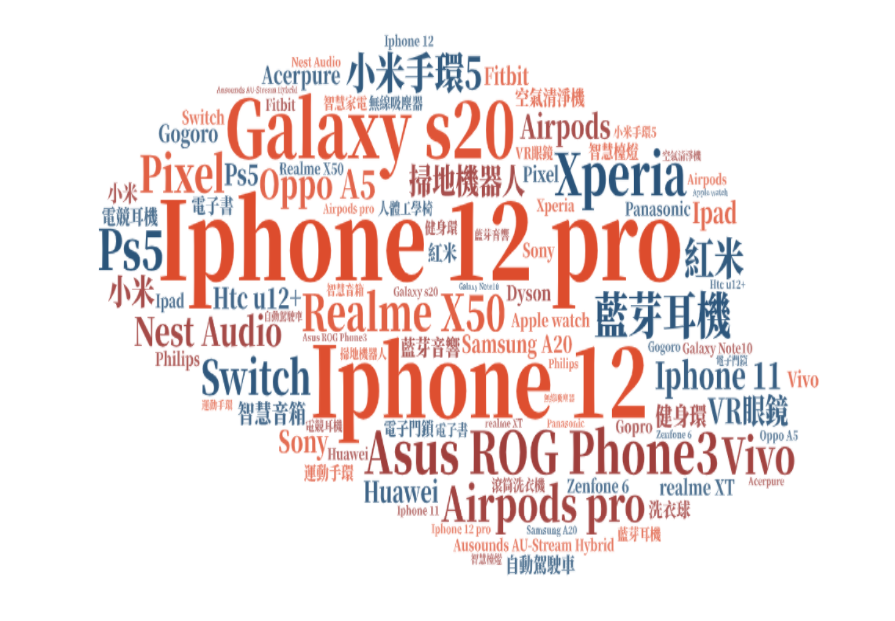 Iphone 12
Nest Audio
Acerpure
小米手環5
Fitbit
Ausounds AU-Stream Hybrid
Fitbit
智慧家電
無線吸塵器
空氣清淨機
Switch
Gogoro
Galaxy s20
Airpods
小米手環5
VR眼鏡
智慧檯燈
空氣清淨機
Pixel
Ps5
Realme X50
Oppo A5
掃地機器人
Pixel
Xperia
Airpods
Apple watch
小米
電子書
Airpods pro
人體工學椅
Xperia
Panasonic
Ipad
電競耳機
Iphone 12 pro
健身環
藍芽音響
Ps5
紅米
Sony
紅米
小米
Ipad
Htc u12+
智慧音箱
Galaxy s20
Galaxy Note10
Dyson
Htc u12+
自動駕駛車
Realme X50
Apple watch
藍芽耳機
Nest Audio
Asus ROG Phone3
掃地機器人
藍芽音響
Samsung A20
Gogoro
Galaxy Note10
Philips
Philips
電子門鎖
Switch
Iphone 12
Iphone 11
Vivo
運動手環
智慧音箱
無線吸塵器
健身環
VR眼鏡
電競耳機
電子門鎖
電子書
realme XT
Panasonic
Gopro
Zenfone 6
Oppo A5
Sony
Huawei
Asus ROG Phone3
Vivo
運動手環
Huawei
滾筒洗衣機
Zenfone 6
realme XT
Acerpure
Iphone 11
Airpods pro
洗衣球
Iphone 12 pro
Samsung A20
藍芽耳機
Ausounds AU-Stream Hybrid
智慧檯燈
自動駕駛車